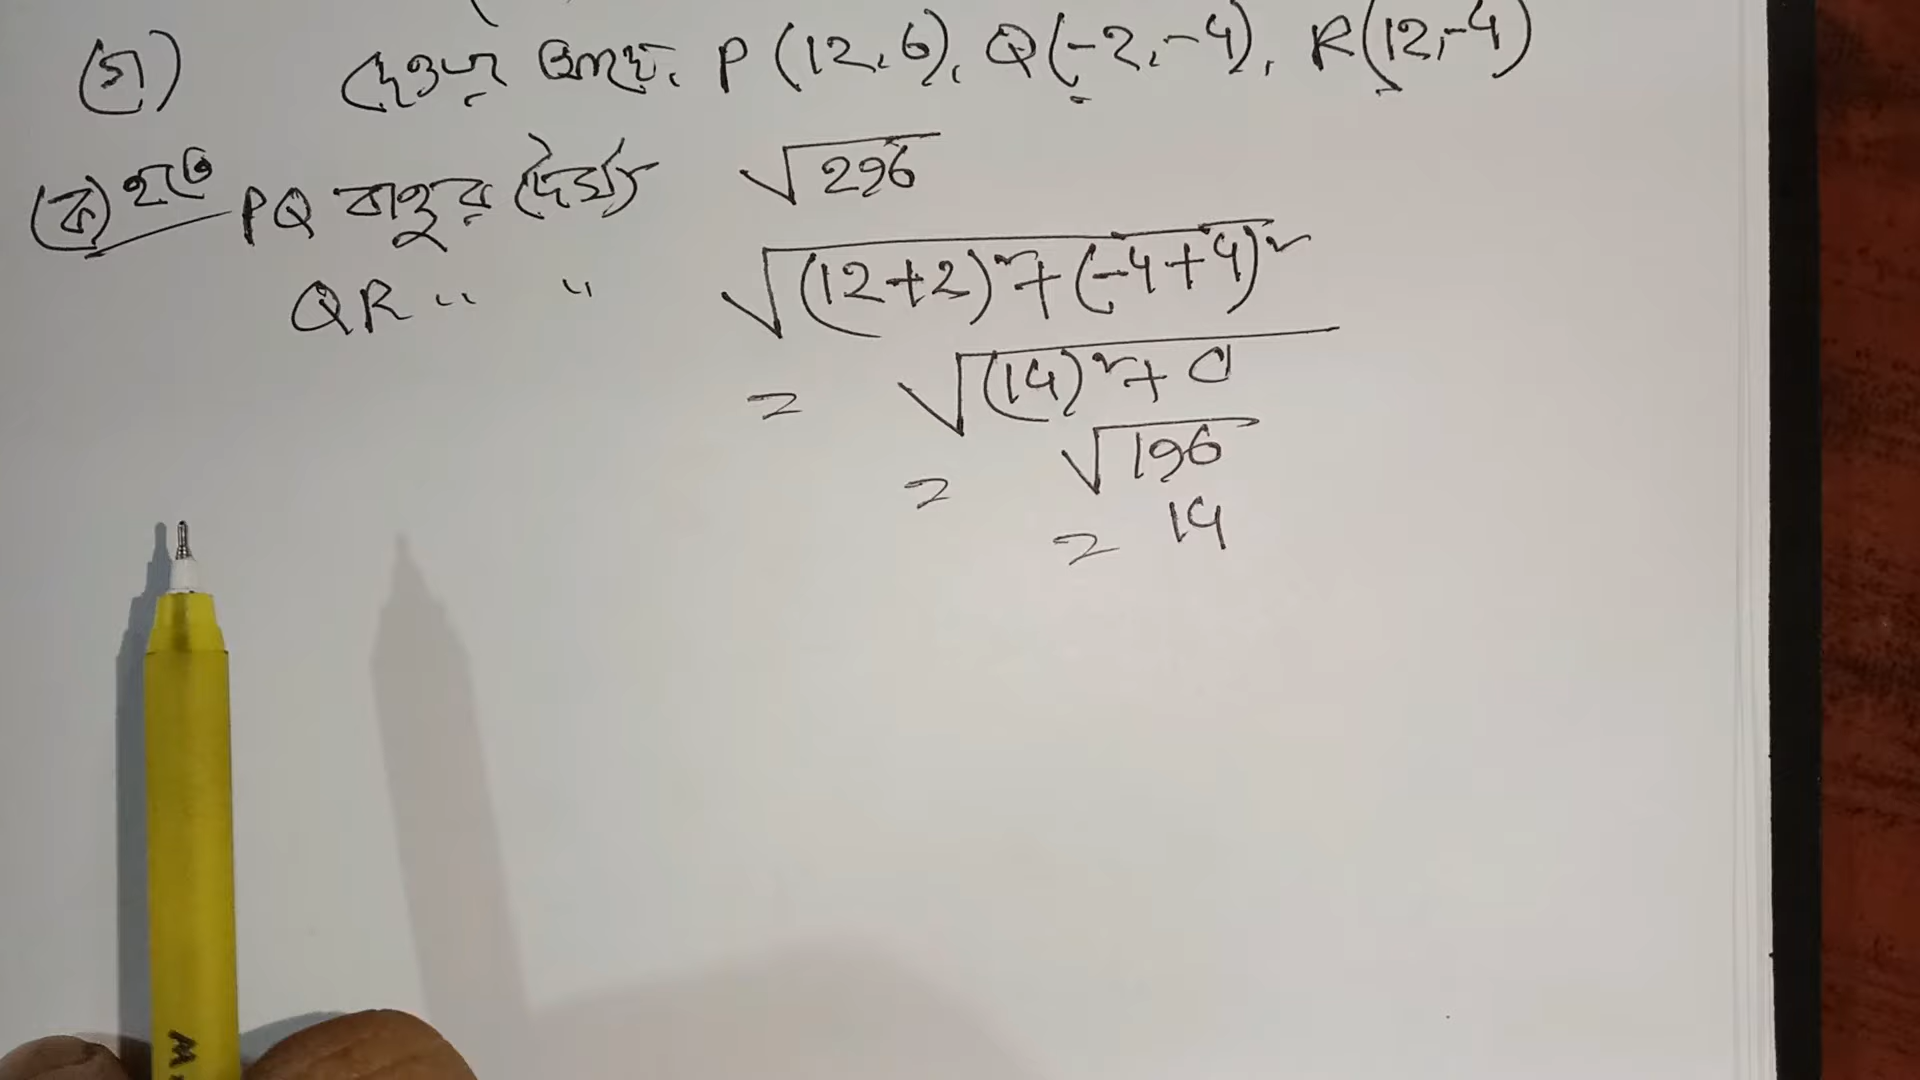 (গ) দেওয়া আছে, P(12,6), Q(-2,-4), R(12,-4)
(ক) হতে PQ বাহুর দৈর্ঘ্য √296
QR " " √(12+2)²+(-4+4)²
= √(14)²+0
= √196
= 14
M